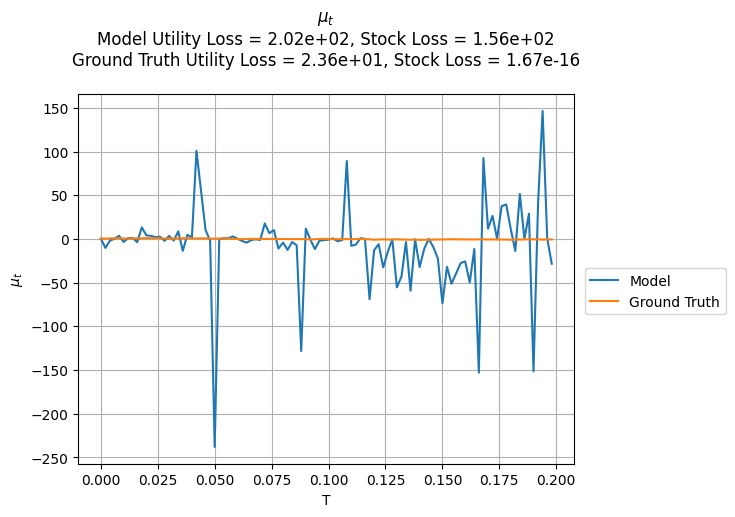 μ_t
Model Utility Loss = 2.02e+02, Stock Loss = 1.56e+02
Ground Truth Utility Loss = 2.36e+01, Stock Loss = 1.67e-16
150
100
50
0
−50
−100
−150
−200
−250
μ_t
0.000 0.025 0.050 0.075 0.100 0.125 0.150 0.175 0.200
T
Model
Ground Truth